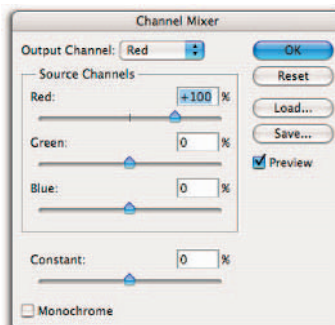 Channel Mixer
Output Channel: Red
OK
Source Channels
Reset
Red: +100 %
Load...
Green: 0 %
Save...
Preview
Blue: 0 %
Constant: 0 %
Monochrome